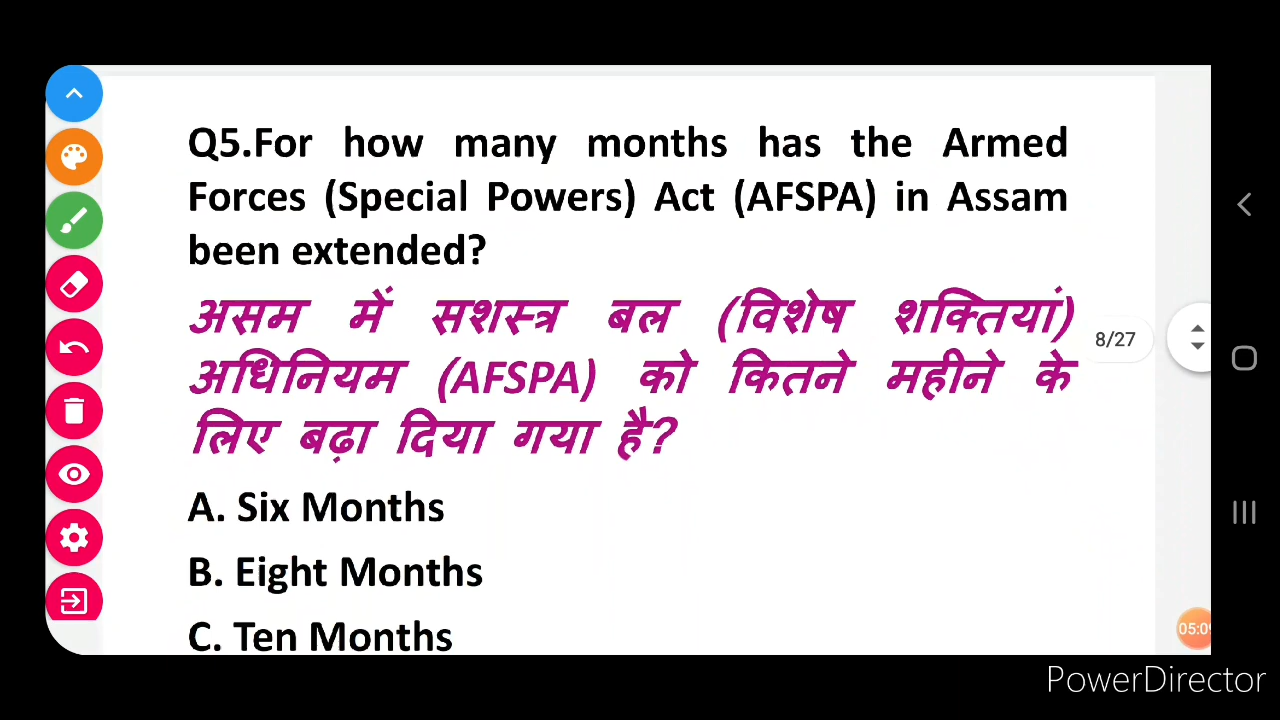 Q5.For how many months has the Armed
Forces (Special Powers) Act (AFSPA) in Assam
been extended?
असम में सशस्त्र बल (विशेष शक्तियां)
अधिनियम (AFSPA) को कितने महीने के
लिए बढ़ा दिया गया है?
8/27
A. Six Months
B. Eight Months
C. Ten Months
PowerDirector